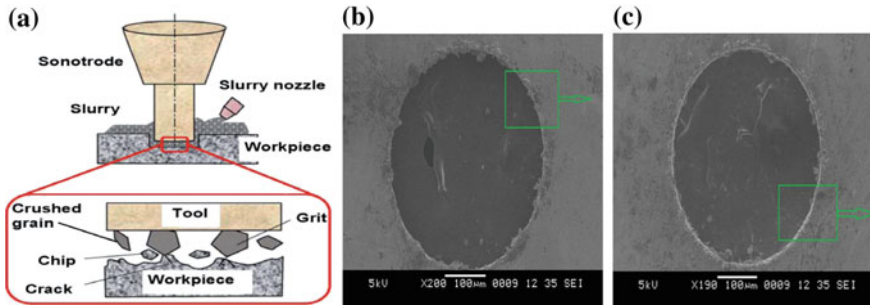 (a)
Sonotrode
Slurry nozzle
Slurry
Workpiece
Crushed grain
Tool
Grit
Chip
Crack
Workpiece
(b)
5kV X200 100µm 0009 12 35 SEI
(c)
5kV X190 100µm 0009 12 35 SEI